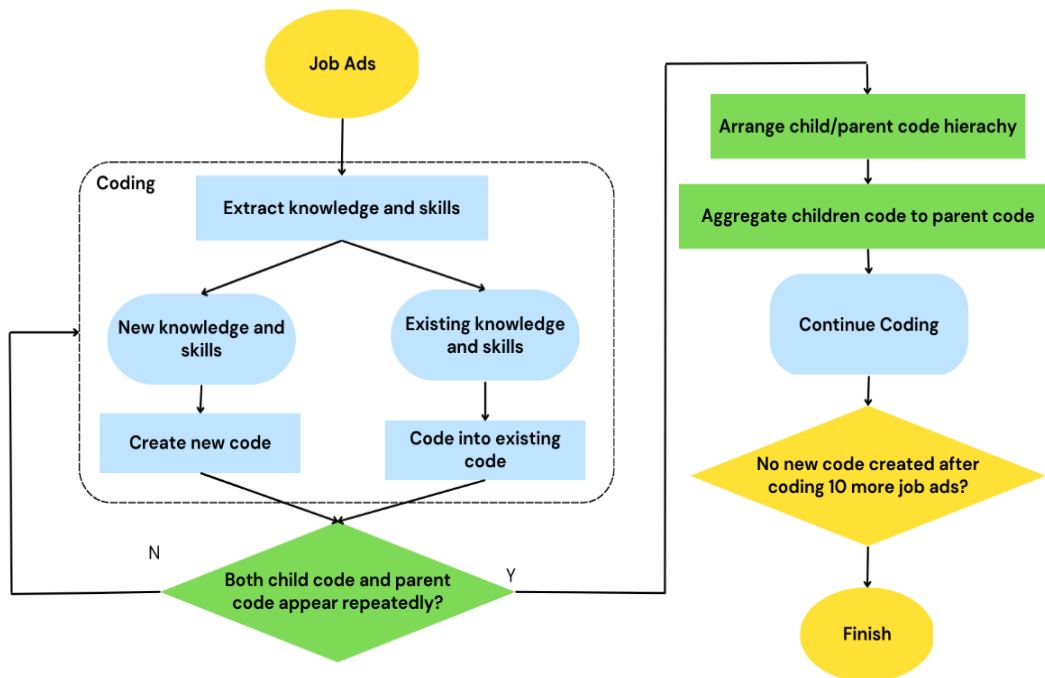 Job Ads
Coding
Extract knowledge and skills
New knowledge and
skills
Existing knowledge
and skills
Create new code
Code into existing
code
Both child code and parent
code appear repeatedly?
N
Y
Arrange child/parent code hierachy
Aggregate children code to parent code
Continue Coding
No new code created after
coding 10 more job ads?
Finish